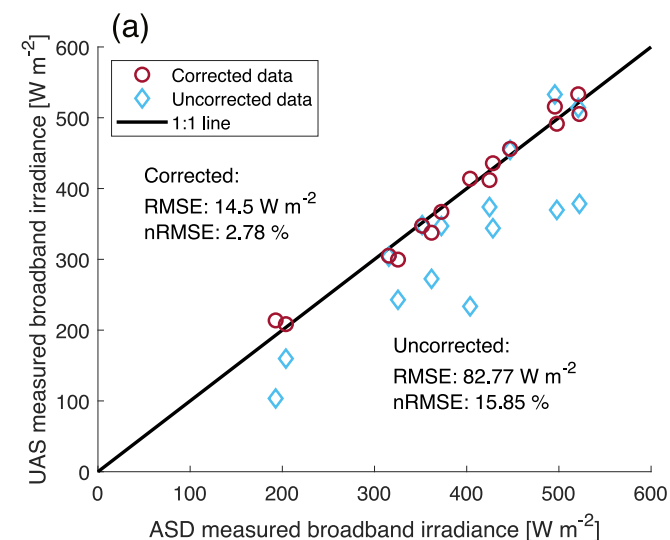 (a)
UAS measured broadband irradiance [W m-2]
600
500
400
300
200
100
0
Corrected data
Uncorrected data
1:1 line
Corrected:
RMSE: 14.5 W m-2
nRMSE: 2.78 %
Uncorrected:
RMSE: 82.77 W m-2
nRMSE: 15.85 %
0 100 200 300 400 500 600
ASD measured broadband irradiance [W m-2]